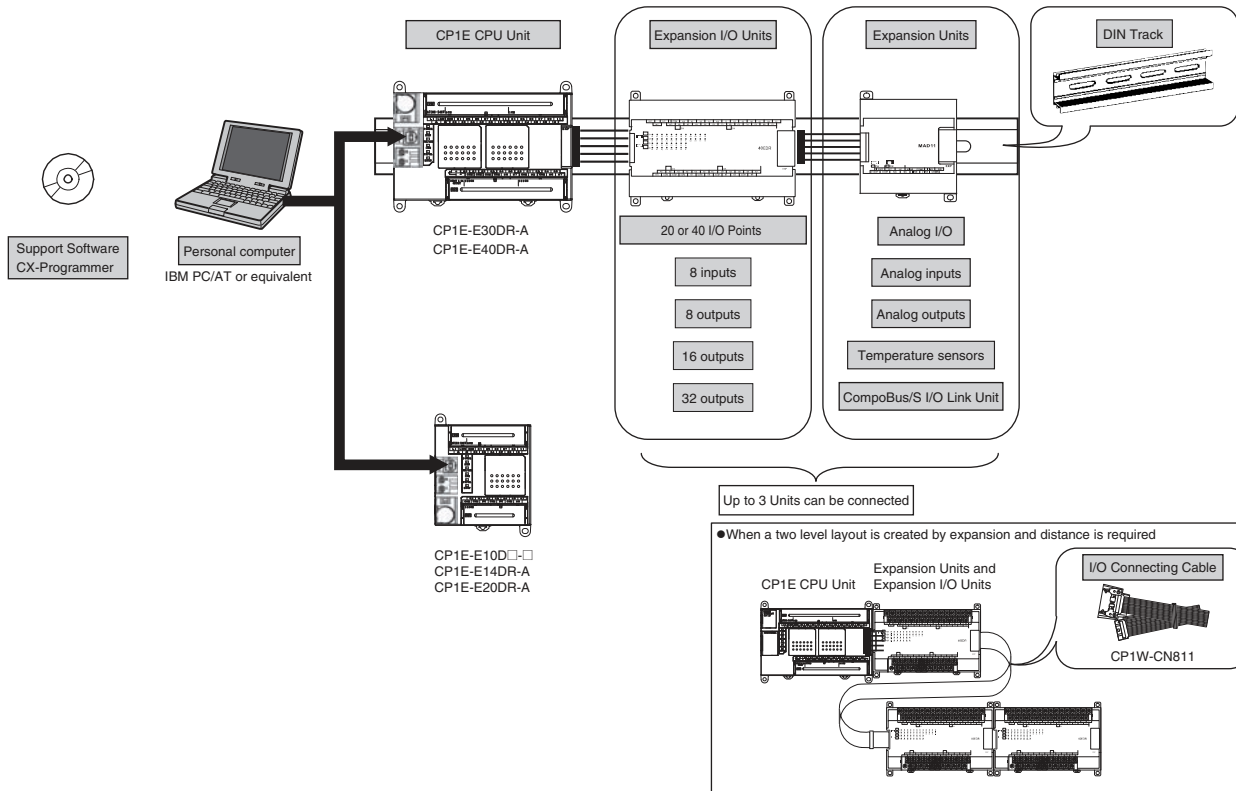 CP1E CPU Unit
Expansion I/O Units
Expansion Units
DIN Track
MAD11
Support Software
CX-Programmer
Personal computer
IBM PC/AT or equivalent
CP1E-E30DR-A
CP1E-E40DR-A
20 or 40 I/O Points
8 inputs
8 outputs
16 outputs
32 outputs
Analog I/O
Analog inputs
Analog outputs
Temperature sensors
CompoBus/S I/O Link Unit
CP1E-E10D□-□
CP1E-E14DR-A
CP1E-E20DR-A
Up to 3 Units can be connected
●When a two level layout is created by expansion and distance is required
CP1E CPU Unit
Expansion Units and
Expansion I/O Units
I/O Connecting Cable
CP1W-CN811